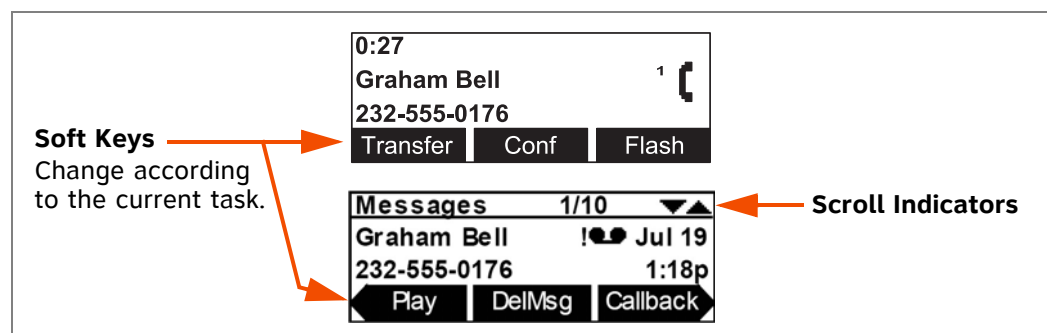 0:27
Graham Bell 1
232-555-0176
Transfer Conf Flash
Soft Keys
Change according
to the current task.
Messages 1/10
Graham Bell ! Jul 19
232-555-0176 1:18p
Play DelMsg Callback
Scroll Indicators